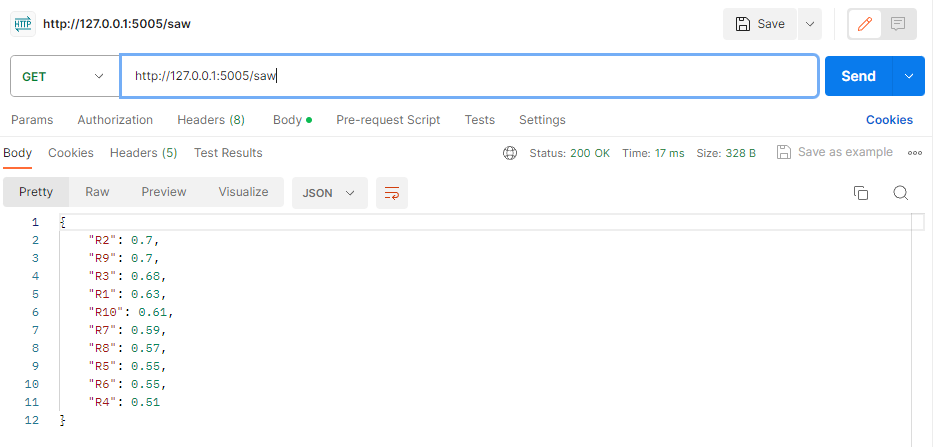 HTTP http://127.0.0.1:5005/saw Save
GET http://127.0.0.1:5005/saw Send
Params Authorization Headers (8) Body Pre-request Script Tests Settings Cookies
Body Cookies Headers (5) Test Results Status: 200 OK Time: 17 ms Size: 328 B Save as example
Pretty Raw Preview Visualize JSON
1 {
2 "R2": 0.7,
3 "R9": 0.7,
4 "R3": 0.68,
5 "R1": 0.63,
6 "R10": 0.61,
7 "R7": 0.59,
8 "R8": 0.57,
9 "R5": 0.55,
10 "R6": 0.55,
11 "R4": 0.51
12 }